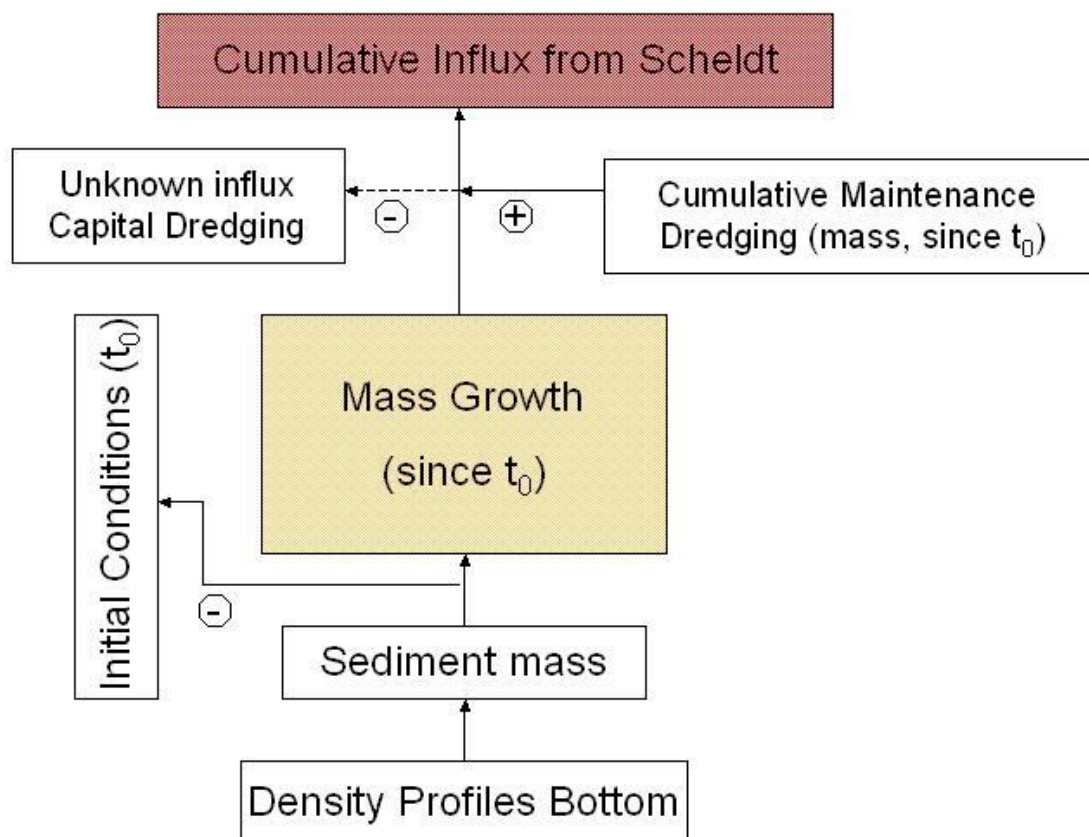 Cumulative Influx from Scheldt
Unknown influx
Capital Dredging
-
+
Cumulative Maintenance
Dredging (mass, since t₀)
Initial Conditions (t₀)
Mass Growth
(since t₀)
-
Sediment mass
Density Profiles Bottom